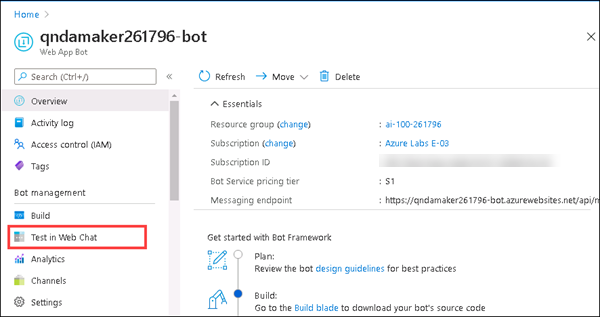 Home >
qndamaker261796-bot
Web App Bot
Search (Ctrl+/)
«
Refresh
Move
Delete
Overview
Activity log
Access control (IAM)
Tags
Bot management
Build
Test in Web Chat
Analytics
Channels
Settings
Essentials
Resource group (change) : ai-100-261796
Subscription (change) : Azure Labs E-03
Subscription ID :
Bot Service pricing tier : S1
Messaging endpoint : https://qndamaker261796-bot.azurewebsites.net/api/m
Get started with Bot Framework
Plan:
Review the bot design guidelines for best practices
Build:
Go to the Build blade to download your bot's source code